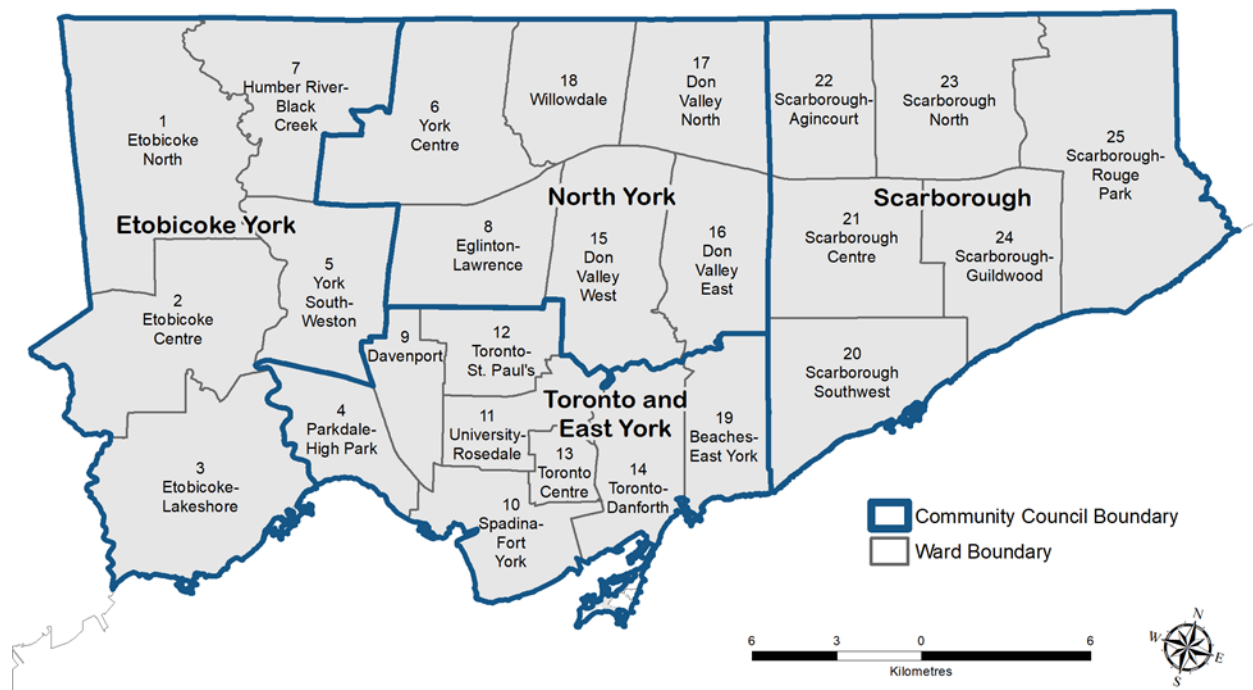 1
Etobicoke
North
7
Humber River-
Black
Creek
6
York
Centre
18
Willowdale
17
Don
Valley
North
22
Scarborough-
Agincourt
23
Scarborough
North
25
Scarborough-
Rouge
Park
Etobicoke York
North York
Scarborough
2
Etobicoke
Centre
5
York
South-
Weston
8
Eglinton-
Lawrence
15
Don
Valley
West
16
Don
Valley
East
21
Scarborough
Centre
24
Scarborough-
Guildwood
9
Davenport
12
Toronto-
St. Paul's
20
Scarborough
Southwest
Toronto and
East York
3
Etobicoke-
Lakeshore
4
Parkdale-
High Park
11
University-
Rosedale
13
Toronto
Centre
14
Toronto-
Danforth
19
Beaches-
East York
10
Spadina-
Fort
York
Community Council Boundary
Ward Boundary
6 3 0 6
Kilometres
N
W
E
S